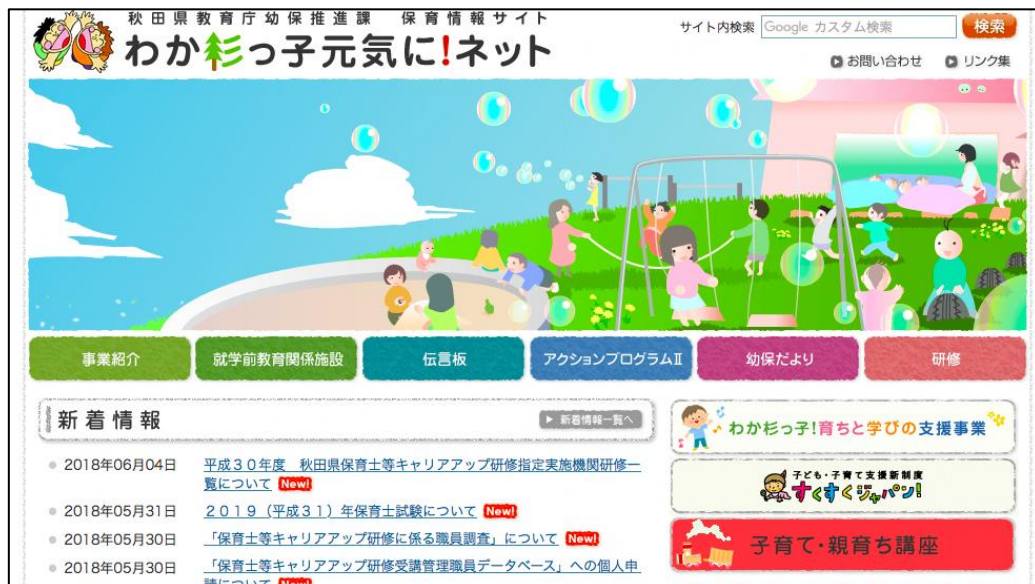 秋田県教育庁幼保推進課 保育情報サイト
わか杉っ子元気に!ネット
サイト内検索 Google カスタム検索 検索
お問い合わせ リンク集
事業紹介 就学前教育関係施設 伝言板 アクションプログラムⅡ 幼保だより 研修
新着情報
新着情報一覧へ
2018年06月04日 平成30年度 秋田県保育士等キャリアアップ研修指定実施機関研修一
覧について New!
2018年05月31日 2019(平成31)年保育士試験について New!
2018年05月30日 「保育士等キャリアアップ研修に係る職員調査」について New!
2018年05月30日 「保育士等キャリアアップ研修受講管理職員データベース」への個人申
請について New!
わか杉っ子!育ちと学びの支援事業
子ども・子育て支援新制度
すくすくジャパン!
子育て・親育ち講座